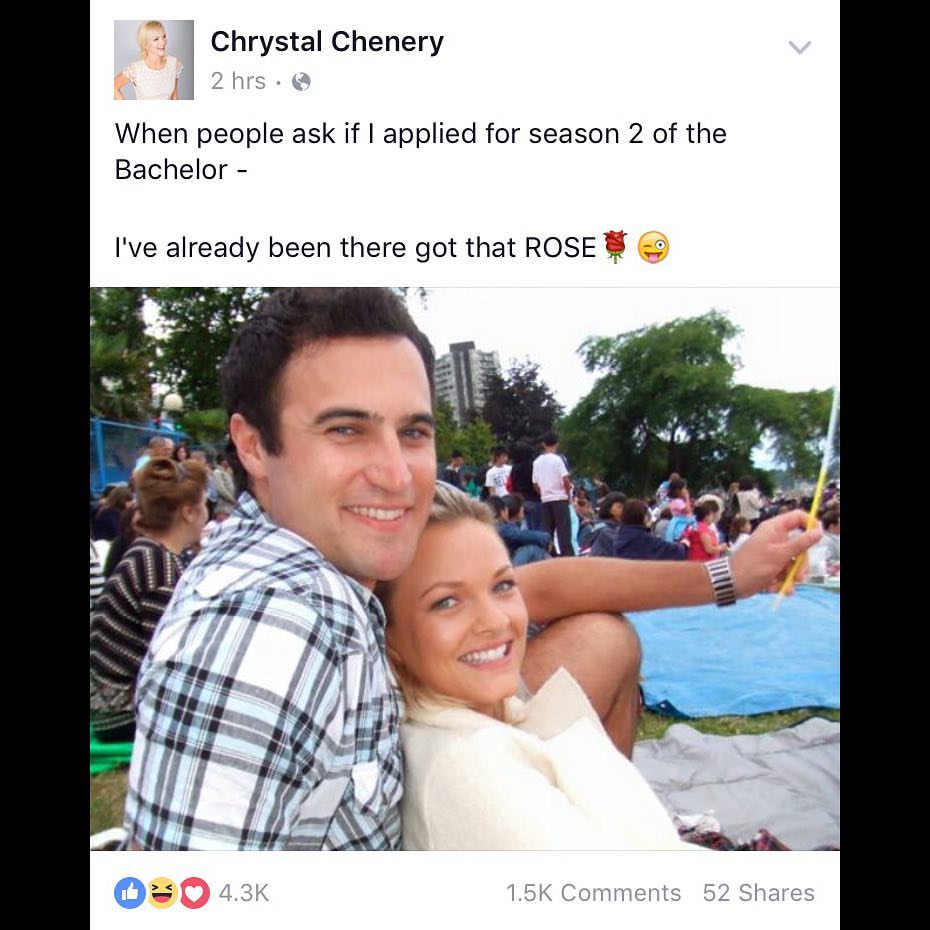 Chrystal Chenery
2 hrs ·
When people ask if I applied for season 2 of the
Bachelor -
I've already been there got that ROSE🌹😜
4.3K 1.5K Comments 52 Shares